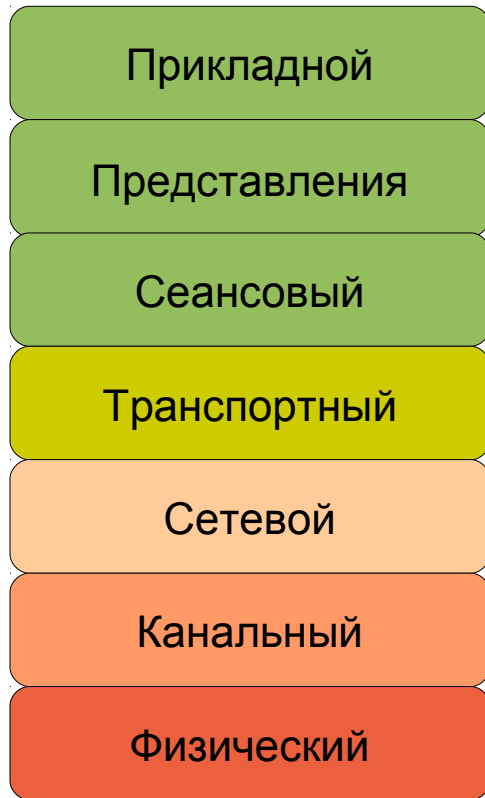 Прикладной
Представления
Сеансовый
Транспортный
Сетевой
Канальный
Физический